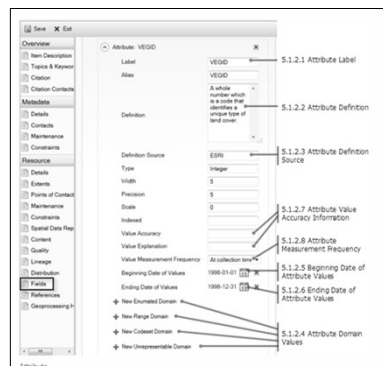 Save Exit
Overview
Item Description
Topics & Keywor
Citation
Citation Contacts
Metadata
Details
Contacts
Maintenance
Constraints
Resource
Details
Extents
Points of Contact
Maintenance
Constraints
Spatial Data Rep
Content
Quality
Lineage
Distribution
Fields
References
Geoprocessing H
Attribute: VEGID
Label VEGID
Alias VEGID
Definition
A whole
number which
is a code that
identifies a
unique type of
land cover.
Definition Source ESRI
Type Integer
Width 5
Precision 5
Scale 0
Indexed
Value Accuracy
Value Explanation
Value Measurement Frequency At collection time
Beginning Date of Values 1996-01-01
Ending Date of Values 1996-12-31
New Enumerated Domain
New Range Domain
New Codeset Domain
New Unrepresentable Domain
5.1.2.1 Attribute Label
5.1.2.2 Attribute Definition
5.1.2.3 Attribute Definition
Source
5.1.2.7 Attribute Value
Accuracy Information
5.1.2.8 Attribute
Measurement Frequency
5.1.2.5 Beginning Date of
Attribute Values
5.1.2.6 Ending Date of
Attribute Values
5.1.2.4 Attribute Domain
Values
Attribute